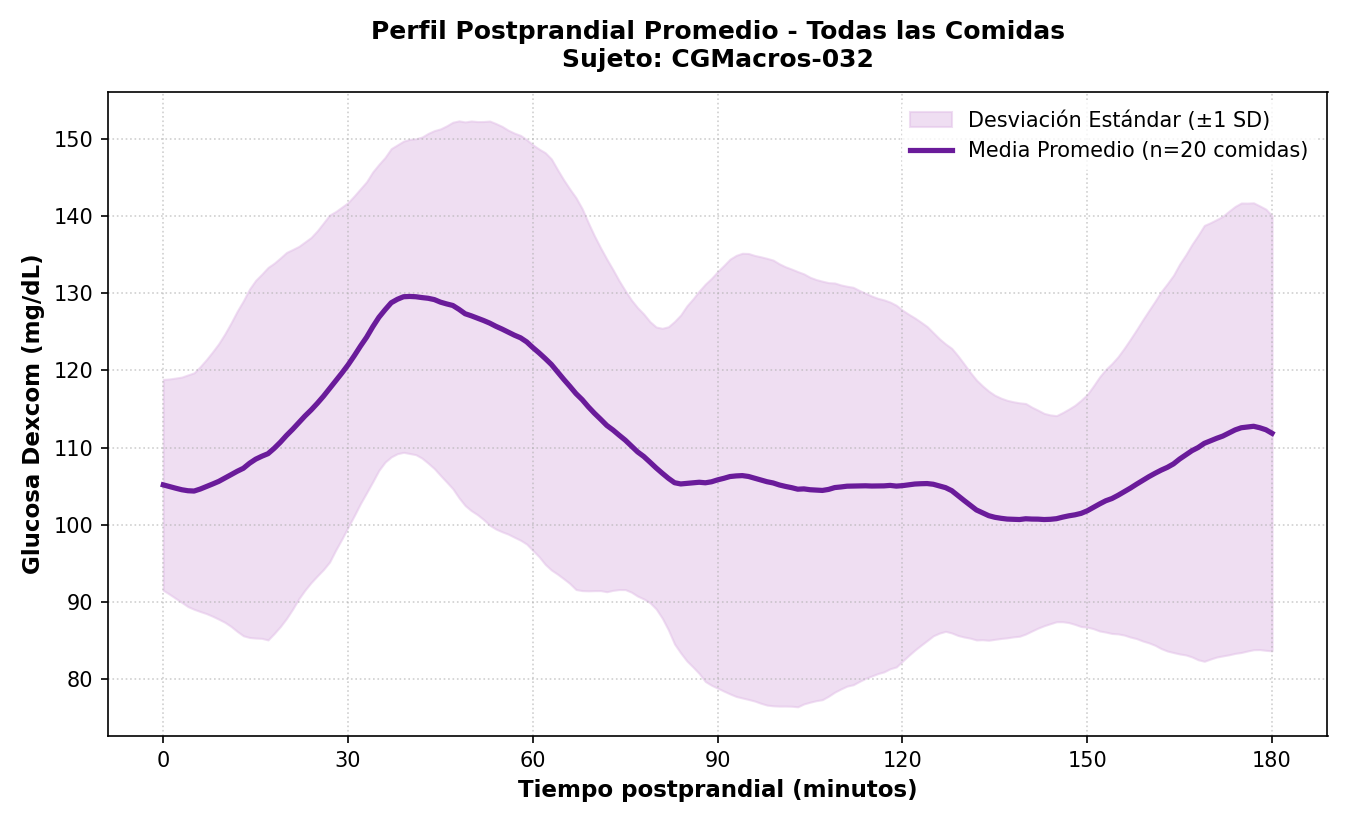 Perfil Postprandial Promedio - Todas las Comidas
Sujeto: CGMacros-032
Desviación Estándar (±1 SD)
Media Promedio (n=20 comidas)
Glucosa Dexcom (mg/dL)
150
140
130
120
110
100
90
80
0 30 60 90 120 150 180
Tiempo postprandial (minutos)